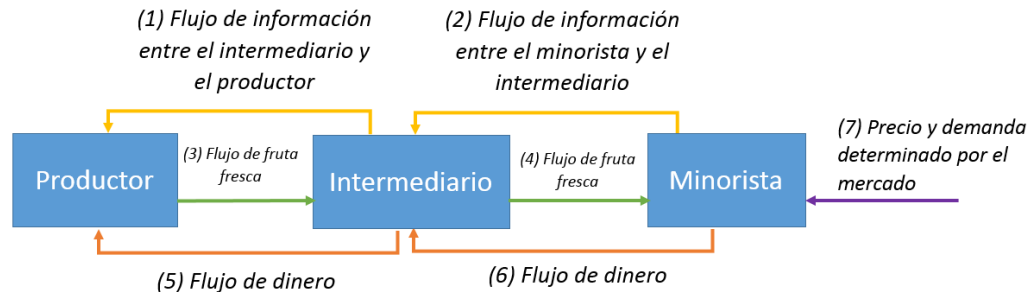 (1) Flujo de información
entre el intermediario y
el productor
(2) Flujo de información
entre el minorista y el
intermediario
(7) Precio y demanda
determinado por el
mercado
(3) Flujo de fruta
fresca
(4) Flujo de fruta
fresca
Productor
Intermediario
Minorista
(5) Flujo de dinero
(6) Flujo de dinero